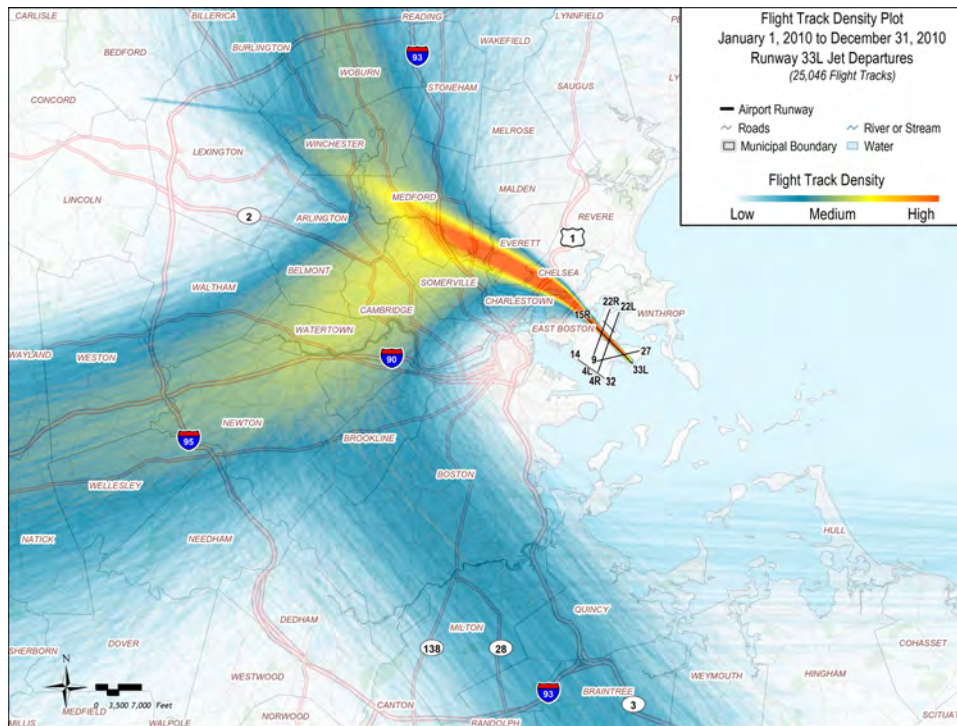 CARLISLE
BILLERICA
READING
LYNNFIELD
BEDFORD
BURLINGTON
93
WAKEFIELD
WOBURN
STONEHAM
SAUGUS
CONCORD
LEXINGTON
WINCHESTER
MELROSE
LINCOLN
MEDFORD
MALDEN
2
ARLINGTON
REVERE
1
EVERETT
BELMONT
CHELSEA
WALTHAM
SOMERVILLE
CHARLESTOWN
CAMBRIDGE
22R
22L
15R
WINTHROP
WATERTOWN
EAST BOSTON
WAYLAND
WESTON
90
14
9
27
4L
33L
4R
32
NEWTON
95
BROOKLINE
BOSTON
WELLESLEY
HULL
NATICK
NEEDHAM
QUINCY
DEDHAM
MILTON
SHERBORN
DOVER
138
28
COHASSET
WESTWOOD
WEYMOUTH
HINGHAM
N
0 3,500 7,000 Feet
93
BRAINTREE
3
MEDFIELD
CANTON
MILLIS
WALPOLE
NORWOOD
RANDOLPH
SCITUAT
Flight Track Density Plot
January 1, 2010 to December 31, 2010
Runway 33L Jet Departures
(25,046 Flight Tracks)
Airport Runway
Roads
River or Stream
Municipal Boundary
Water
Flight Track Density
Low
Medium
High